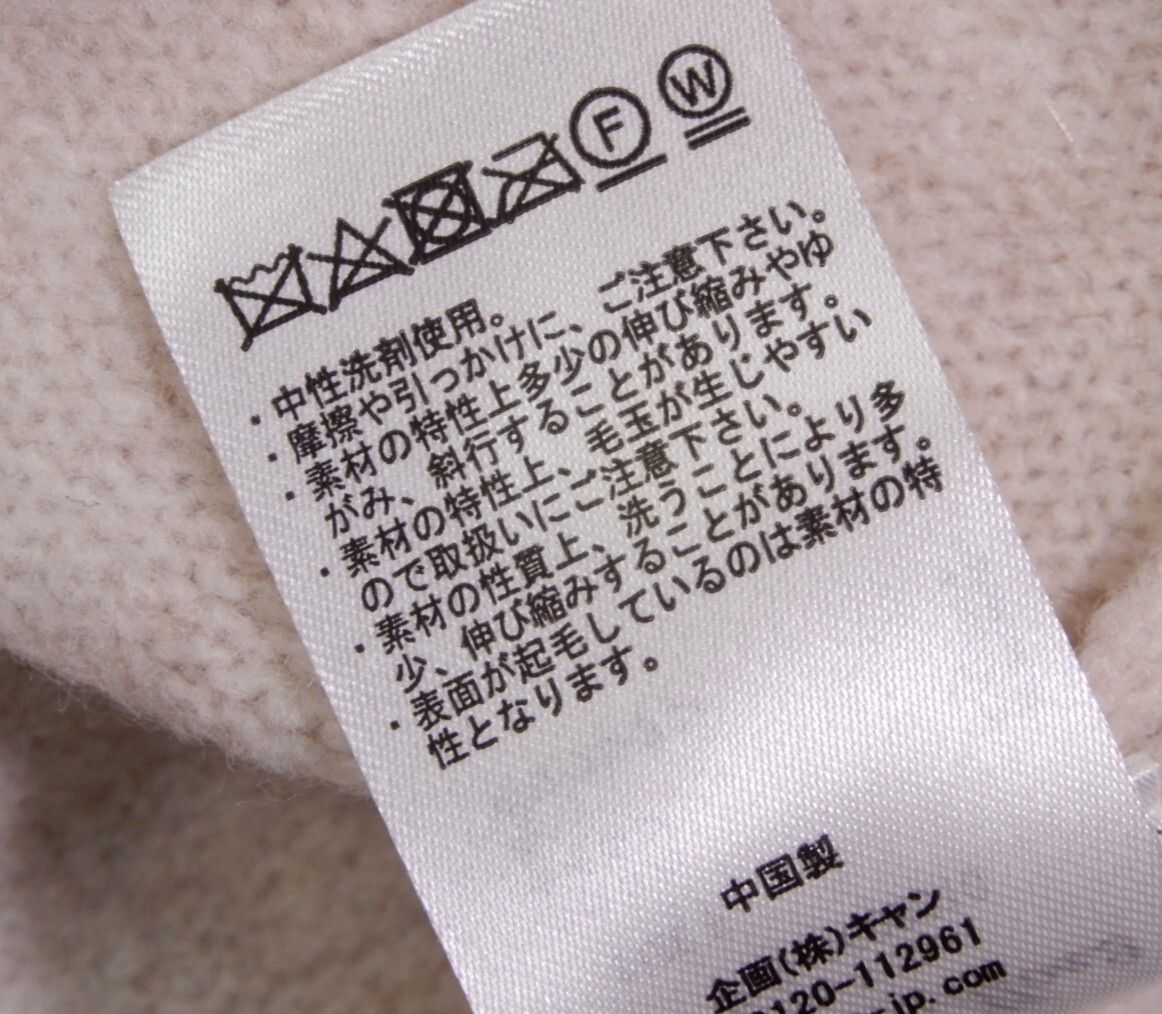 F W
・中性洗剤使用。
・摩擦や引っかけに、ご注意下さい。
・素材の特性上多少の伸び縮みやゆ
がみ、斜行することがあります。
・素材の特性上、毛玉が生じやすい
ので取扱いにご注意下さい。
・素材の性質上、洗うことにより多
少、伸び縮みすることがあります。
・表面が起毛しているのは素材の特
性となります。
中国製
企画(株)キャン
120-112961
-jp.com